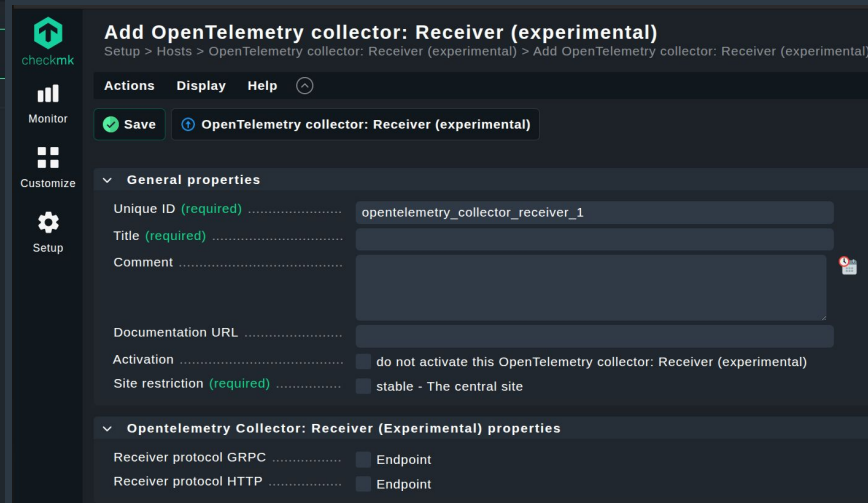 Add OpenTelemetry collector: Receiver (experimental)
Setup > Hosts > OpenTelemetry collector: Receiver (experimental) > Add OpenTelemetry collector: Receiver (experimental)
checkmk
Monitor
Customize
Setup
Actions Display Help
Save OpenTelemetry collector: Receiver (experimental)
General properties
Unique ID (required) opentelemetry_collector_receiver_1
Title (required)
Comment
Documentation URL
Activation do not activate this OpenTelemetry collector: Receiver (experimental)
Site restriction (required) stable - The central site
Opentelemetry Collector: Receiver (Experimental) properties
Receiver protocol GRPC Endpoint
Receiver protocol HTTP Endpoint